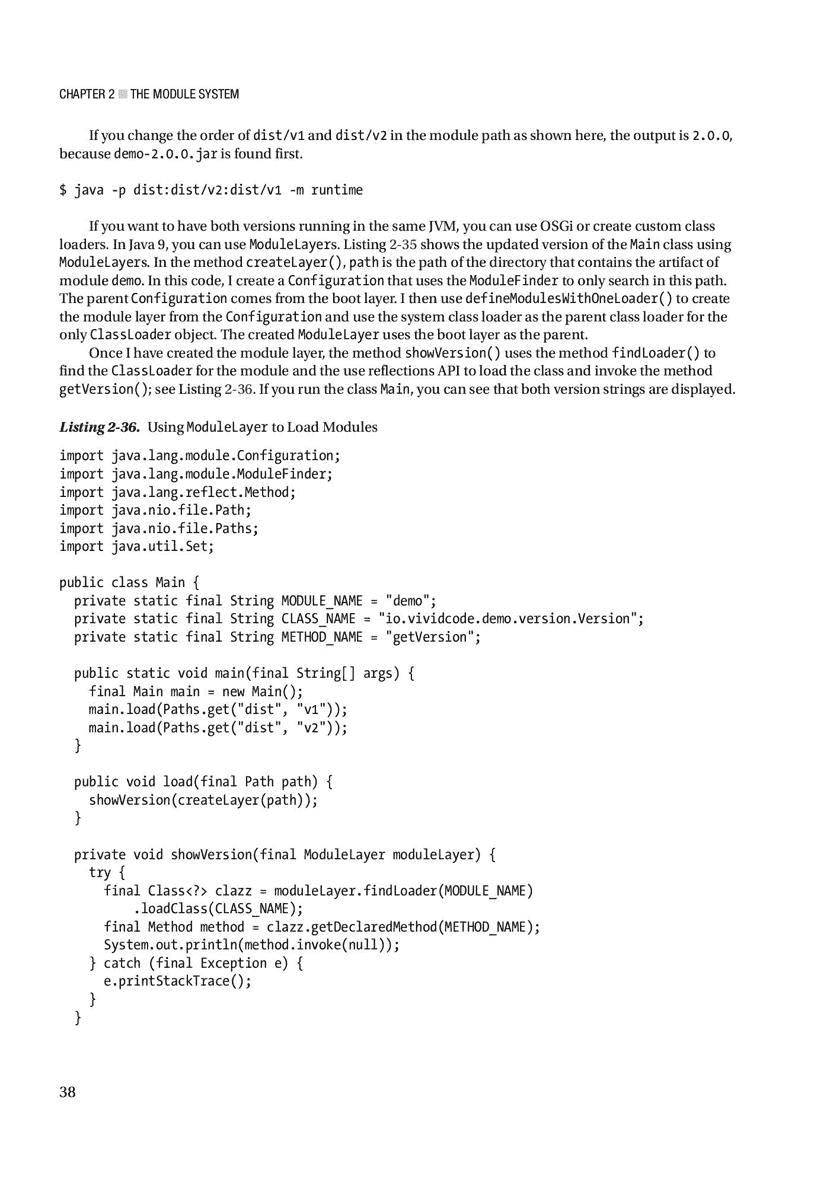 CHAPTER 2 ▒ THE MODULE SYSTEM
If you change the order of dist/v1 and dist/v2 in the module path as shown here, the output is 2.0.0,
because demo-2.0.0.jar is found first.
$ java -p dist:dist/v2:dist/v1 -m runtime
If you want to have both versions running in the same JVM, you can use OSGi or create custom class
loaders. In Java 9, you can use ModuleLayers. Listing 2-35 shows the updated version of the Main class using
ModuleLayers. In the method createLayer(), path is the path of the directory that contains the artifact of
module demo. In this code, I create a Configuration that uses the ModuleFinder to only search in this path.
The parent Configuration comes from the boot layer. I then use defineModulesWithOneLoader() to create
the module layer from the Configuration and use the system class loader as the parent class loader for the
only ClassLoader object. The created ModuleLayer uses the boot layer as the parent.
Once I have created the module layer, the method showVersion() uses the method findLoader() to
find the ClassLoader for the module and the use reflections API to load the class and invoke the method
getVersion(); see Listing 2-36. If you run the class Main, you can see that both version strings are displayed.
Listing 2-36. Using ModuleLayer to Load Modules
import java.lang.module.Configuration;
import java.lang.module.ModuleFinder;
import java.lang.reflect.Method;
import java.nio.file.Path;
import java.nio.file.Paths;
import java.util.Set;
public class Main {
  private static final String MODULE_NAME = "demo";
  private static final String CLASS_NAME = "io.vividcode.demo.version.Version";
  private static final String METHOD_NAME = "getVersion";
  public static void main(final String[] args) {
    final Main main = new Main();
    main.load(Paths.get("dist", "v1"));
    main.load(Paths.get("dist", "v2"));
  }
  public void load(final Path path) {
    showVersion(createLayer(path));
  }
  private void showVersion(final ModuleLayer moduleLayer) {
    try {
      final Class<?> clazz = moduleLayer.findLoader(MODULE_NAME)
          .loadClass(CLASS_NAME);
      final Method method = clazz.getDeclaredMethod(METHOD_NAME);
      System.out.println(method.invoke(null));
    } catch (final Exception e) {
      e.printStackTrace();
    }
  }
38